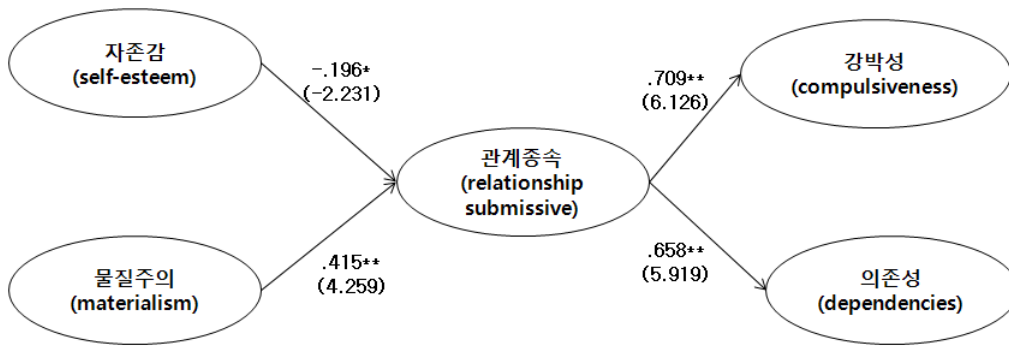 자존감
(self-esteem)
-.196*
(-2.231)
.709**
(6.126)
강박성
(compulsiveness)
관계종속
(relationship
submissive)
물질주의
(materialism)
.415**
(4.259)
.658**
(5.919)
의존성
(dependencies)